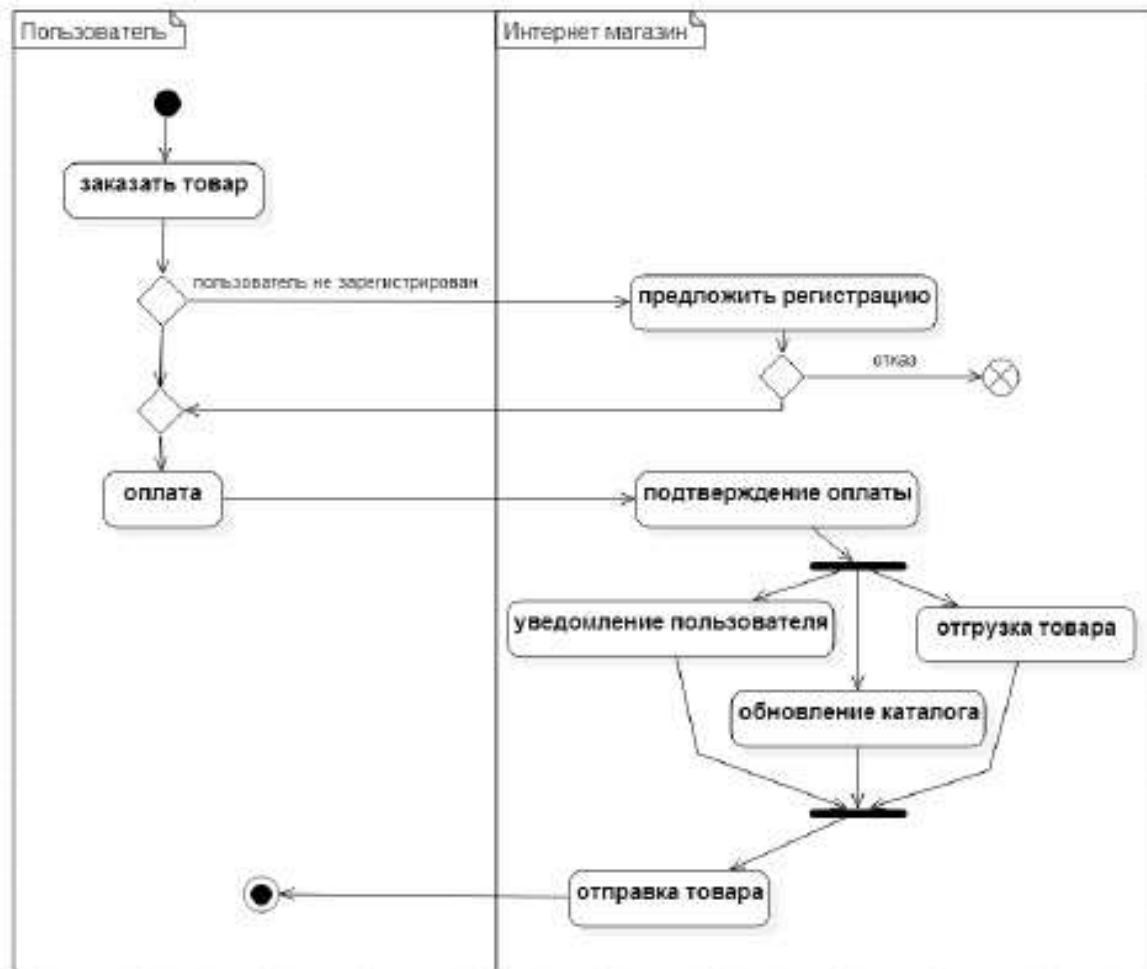 Пользователь
Интернет магазин
заказать товар
пользователь не зарегистрирован
предложить регистрацию
отказ
оплата
подтверждение оплаты
уведомление пользователя
отгрузка товара
обновление каталога
отправка товара